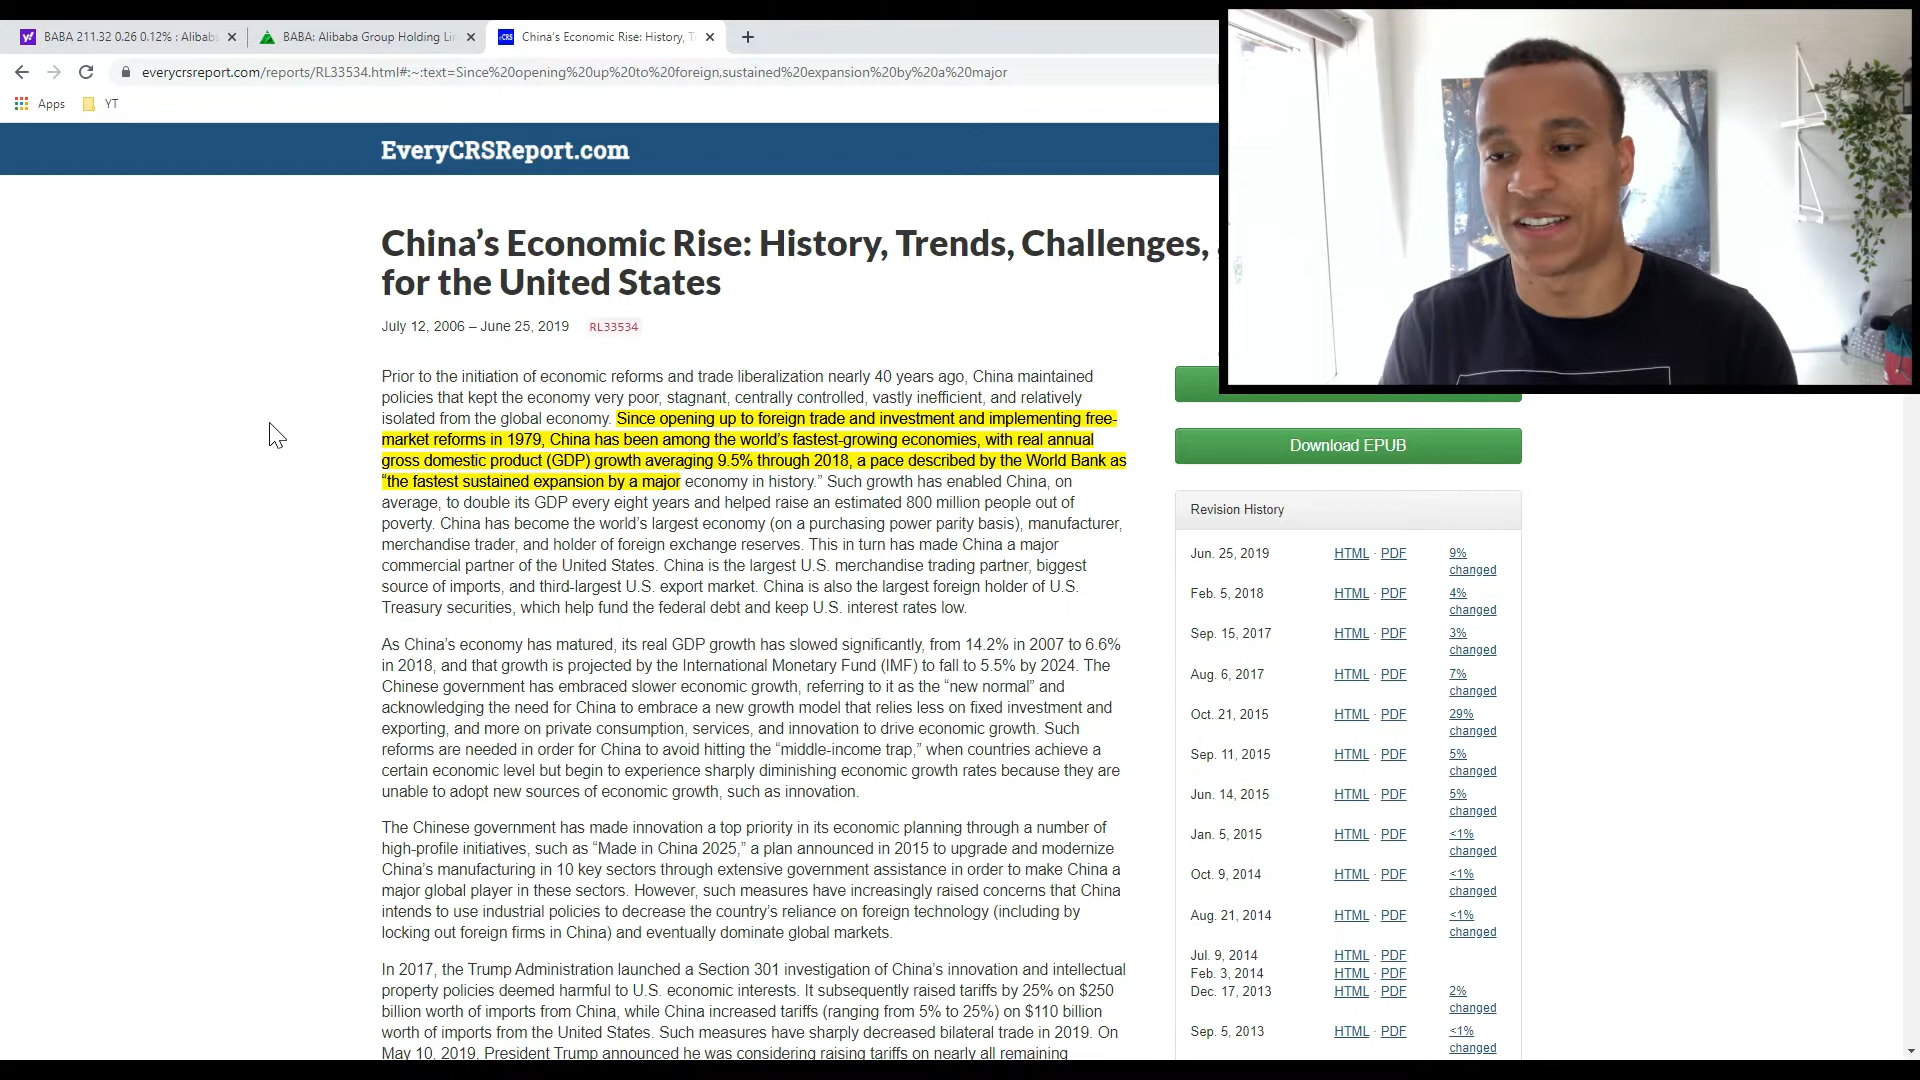 BABA 211.32 0.26 0.12% : Alibaba
BABA: Alibaba Group Holding Li
China's Economic Rise: History, T
everycrsreport.com/reports/RL33534.html#:~:text=Since%20opening%20up%20to%20foreign,sustained%20expansion%20by%20a%20major
Apps
YT
EveryCRSReport.com
China’s Economic Rise: History, Trends, Challenges,
for the United States
July 12, 2006 – June 25, 2019 RL33534
Prior to the initiation of economic reforms and trade liberalization nearly 40 years ago, China maintained
policies that kept the economy very poor, stagnant, centrally controlled, vastly inefficient, and relatively
isolated from the global economy. Since opening up to foreign trade and investment and implementing free-
market reforms in 1979, China has been among the world’s fastest-growing economies, with real annual
gross domestic product (GDP) growth averaging 9.5% through 2018, a pace described by the World Bank as
“the fastest sustained expansion by a major economy in history.” Such growth has enabled China, on
average, to double its GDP every eight years and helped raise an estimated 800 million people out of
poverty. China has become the world’s largest economy (on a purchasing power parity basis), manufacturer,
merchandise trader, and holder of foreign exchange reserves. This in turn has made China a major
commercial partner of the United States. China is the largest U.S. merchandise trading partner, biggest
source of imports, and third-largest U.S. export market. China is also the largest foreign holder of U.S.
Treasury securities, which help fund the federal debt and keep U.S. interest rates low.
As China’s economy has matured, its real GDP growth has slowed significantly, from 14.2% in 2007 to 6.6%
in 2018, and that growth is projected by the International Monetary Fund (IMF) to fall to 5.5% by 2024. The
Chinese government has embraced slower economic growth, referring to it as the “new normal” and
acknowledging the need for China to embrace a new growth model that relies less on fixed investment and
exporting, and more on private consumption, services, and innovation to drive economic growth. Such
reforms are needed in order for China to avoid hitting the “middle-income trap,” when countries achieve a
certain economic level but begin to experience sharply diminishing economic growth rates because they are
unable to adopt new sources of economic growth, such as innovation.
The Chinese government has made innovation a top priority in its economic planning through a number of
high-profile initiatives, such as “Made in China 2025,” a plan announced in 2015 to upgrade and modernize
China’s manufacturing in 10 key sectors through extensive government assistance in order to make China a
major global player in these sectors. However, such measures have increasingly raised concerns that China
intends to use industrial policies to decrease the country’s reliance on foreign technology (including by
locking out foreign firms in China) and eventually dominate global markets.
In 2017, the Trump Administration launched a Section 301 investigation of China’s innovation and intellectual
property policies deemed harmful to U.S. economic interests. It subsequently raised tariffs by 25% on $250
billion worth of imports from China, while China increased tariffs (ranging from 5% to 25%) on $110 billion
worth of imports from the United States. Such measures have sharply decreased bilateral trade in 2019. On
May 10, 2019, President Trump announced he was considering raising tariffs on nearly all remaining
Download EPUB
Revision History
Jun. 25, 2019 HTML · PDF 9%
changed
Feb. 5, 2018 HTML · PDF 4%
changed
Sep. 15, 2017 HTML · PDF 3%
changed
Aug. 6, 2017 HTML · PDF 7%
changed
Oct. 21, 2015 HTML · PDF 29%
changed
Sep. 11, 2015 HTML · PDF 5%
changed
Jun. 14, 2015 HTML · PDF 5%
changed
Jan. 5, 2015 HTML · PDF <1%
changed
Oct. 9, 2014 HTML · PDF <1%
changed
Aug. 21, 2014 HTML · PDF <1%
changed
Jul. 9, 2014 HTML · PDF
Feb. 3, 2014 HTML · PDF
Dec. 17, 2013 HTML · PDF 2%
changed
Sep. 5, 2013 HTML · PDF <1%
changed